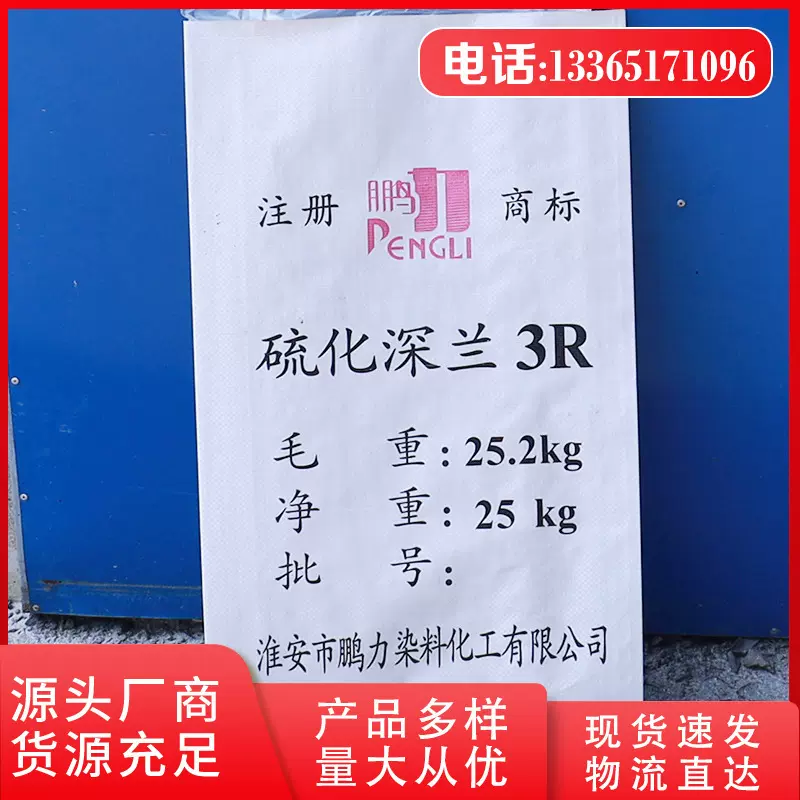 电话:13365171096
注册 鹏力 商标
PENGLI
硫化深兰 3R
毛 重: 25.2kg
净 重: 25 kg
批 号:
淮安市鹏力染料化工有限公司
源头厂商
货源充足
产品多样
量大从优
现货速发
物流直达